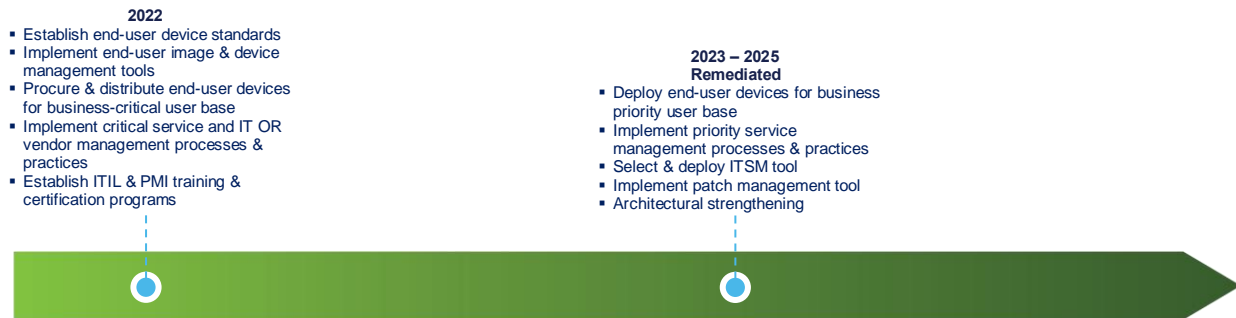 2022
▪ Establish end-user device standards
▪ Implement end-user image & device
management tools
▪ Procure & distribute end-user devices
for business-critical user base
▪ Implement critical service and IT OR
vendor management processes &
practices
▪ Establish ITIL & PMI training &
certification programs
2023 – 2025
Remediated
▪ Deploy end-user devices for business
priority user base
▪ Implement priority service
management processes & practices
▪ Select & deploy ITSM tool
▪ Implement patch management tool
▪ Architectural strengthening